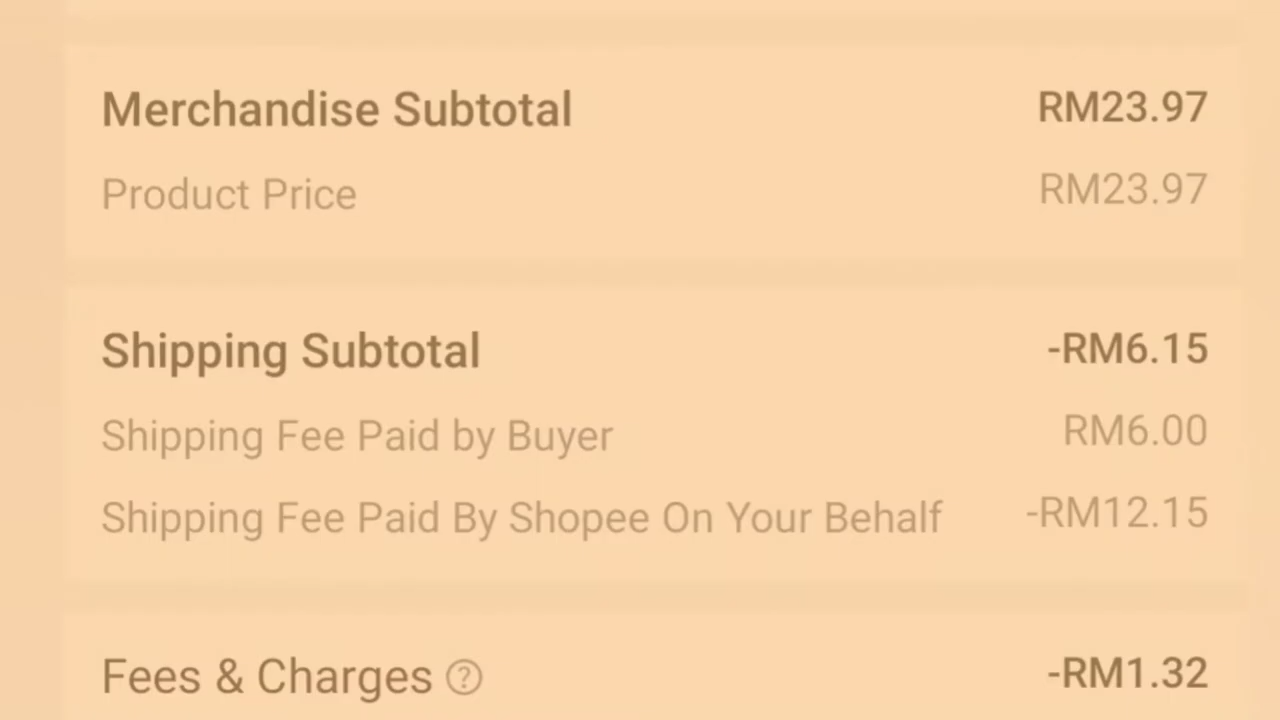 Merchandise Subtotal RM23.97
Product Price RM23.97
Shipping Subtotal -RM6.15
Shipping Fee Paid by Buyer RM6.00
Shipping Fee Paid By Shopee On Your Behalf -RM12.15
Fees & Charges ? -RM1.32